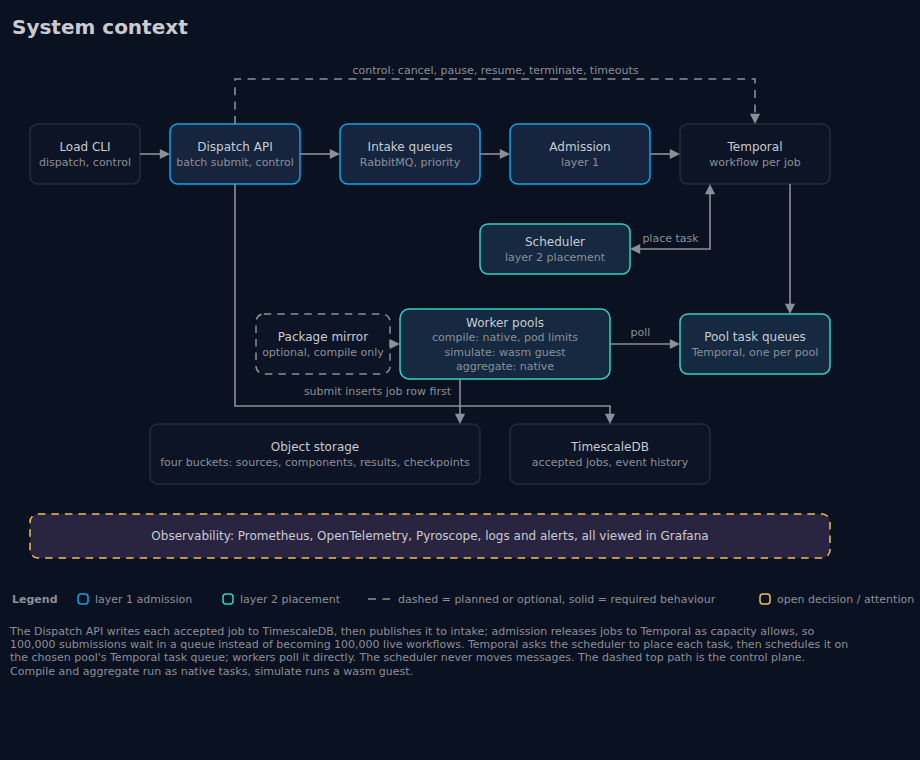 System context
control: cancel, pause, resume, terminate, timeouts
Load CLI
dispatch, control
Dispatch API
batch submit, control
Intake queues
RabbitMQ, priority
Admission
layer 1
Temporal
workflow per job
Scheduler
layer 2 placement
place task
Package mirror
optional, compile only
Worker pools
compile: native, pod limits
simulate: wasm guest
aggregate: native
poll
Pool task queues
Temporal, one per pool
submit inserts job row first
Object storage
four buckets: sources, components, results, checkpoints
TimescaleDB
accepted jobs, event history
Observability: Prometheus, OpenTelemetry, Pyroscope, logs and alerts, all viewed in Grafana
Legend
layer 1 admission
layer 2 placement
dashed = planned or optional, solid = required behaviour
open decision / attention
The Dispatch API writes each accepted job to TimescaleDB, then publishes it to intake; admission releases jobs to Temporal as capacity allows, so
100,000 submissions wait in a queue instead of becoming 100,000 live workflows. Temporal asks the scheduler to place each task, then schedules it on
the chosen pool's Temporal task queue; workers poll it directly. The scheduler never moves messages. The dashed top path is the control plane.
Compile and aggregate run as native tasks, simulate runs a wasm guest.